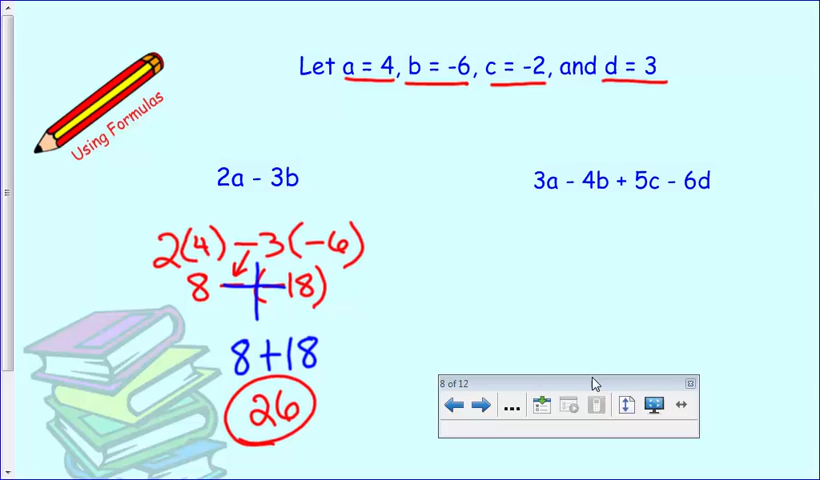 Let a = 4, b = -6, c = -2, and d = 3
Using Formulas
2a - 3b
3a - 4b + 5c - 6d
2(4) - 3(-6)
8 - (-18)
8+18
26
8 of 12
...